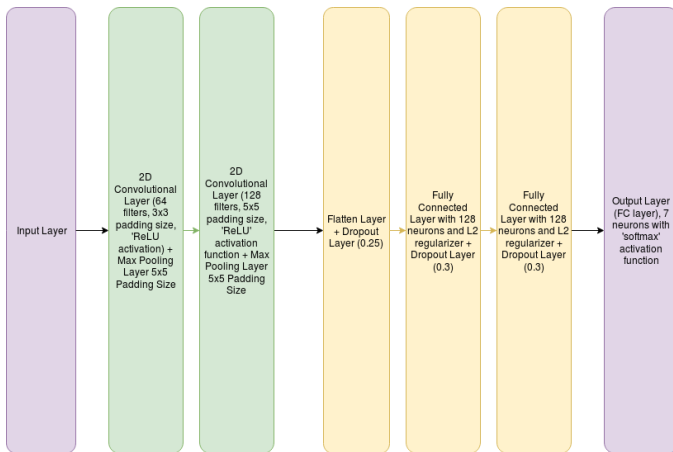 Input Layer
2D
Convolutional
Layer (64
filters, 3x3
padding size,
'ReLU
activation) +
Max Pooling
Layer 5x5
Padding Size
2D
Convolutional
Layer (128
filters, 5x5
padding size,
'ReLU'
activation
function + Max
Pooling Layer
5x5 Padding
Size
Flatten Layer
+ Dropout
Layer (0.25)
Fully
Connected
Layer with 128
neurons and L2
regularizer +
Dropout Layer
(0.3)
Fully
Connected
Layer with 128
neurons and L2
regularizer +
Dropout Layer
(0.3)
Output Layer
(FC layer), 7
neurons with
'softmax'
activation
function